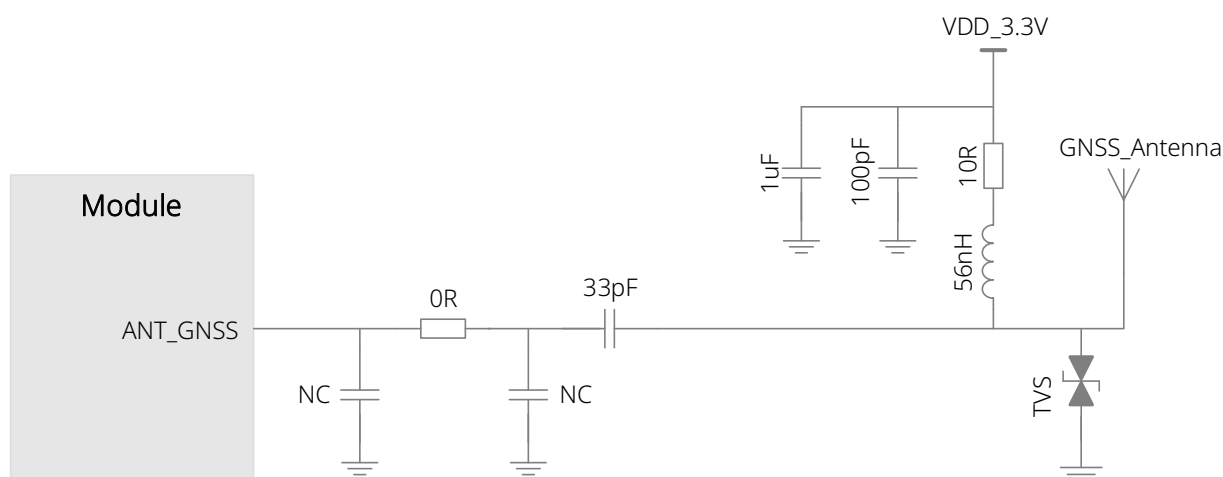 VDD_3.3V
GNSS_Antenna
1uF
100pF
10R
Module
56nH
33pF
0R
ANT_GNSS
NC
NC
TVS